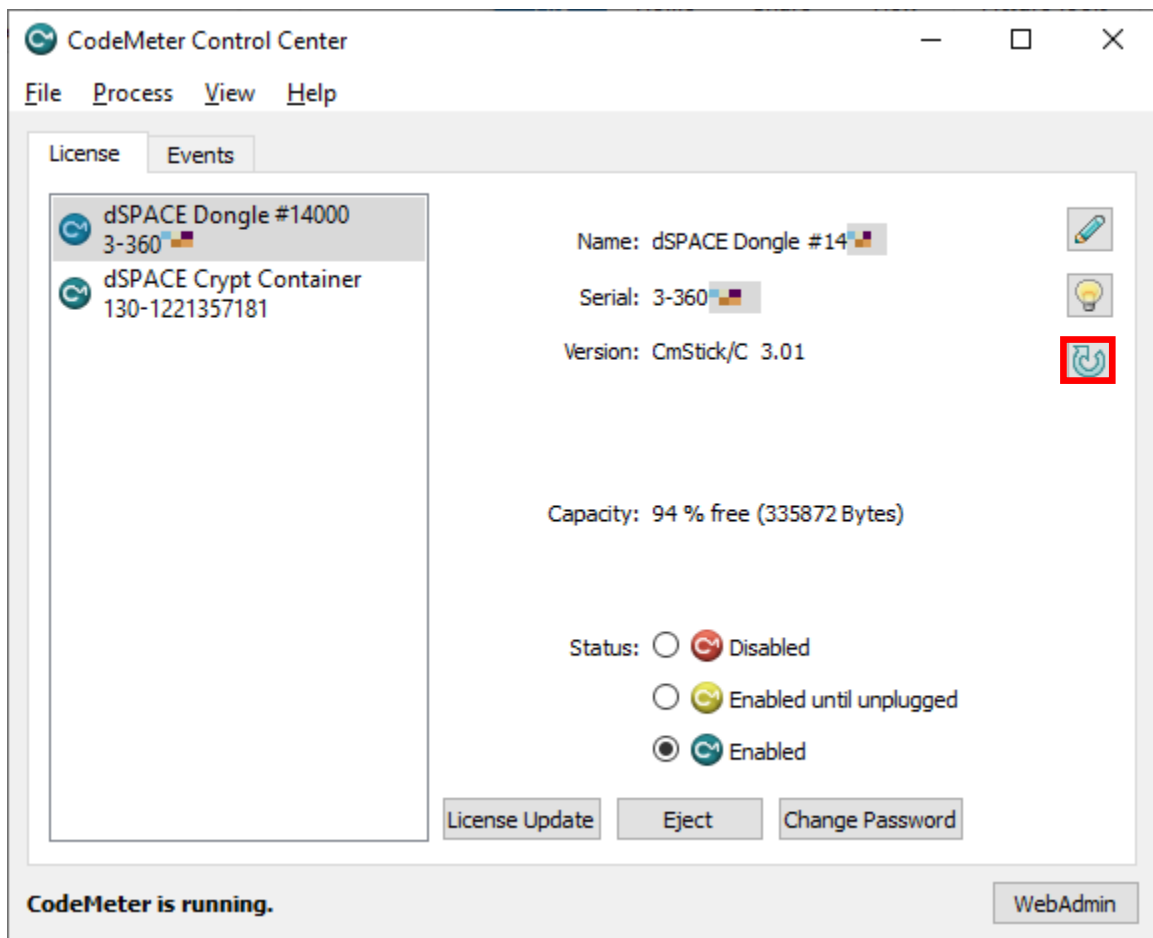 CodeMeter Control Center
File Process View Help
License Events
dSPACE Dongle #14000
3-360
dSPACE Crypt Container
130-1221357181
Name: dSPACE Dongle #14
Serial: 3-360
Version: CmStick/C 3.01
Capacity: 94 % free (335872 Bytes)
Status: Disabled
Enabled until unplugged
Enabled
License Update Eject Change Password
CodeMeter is running.
WebAdmin